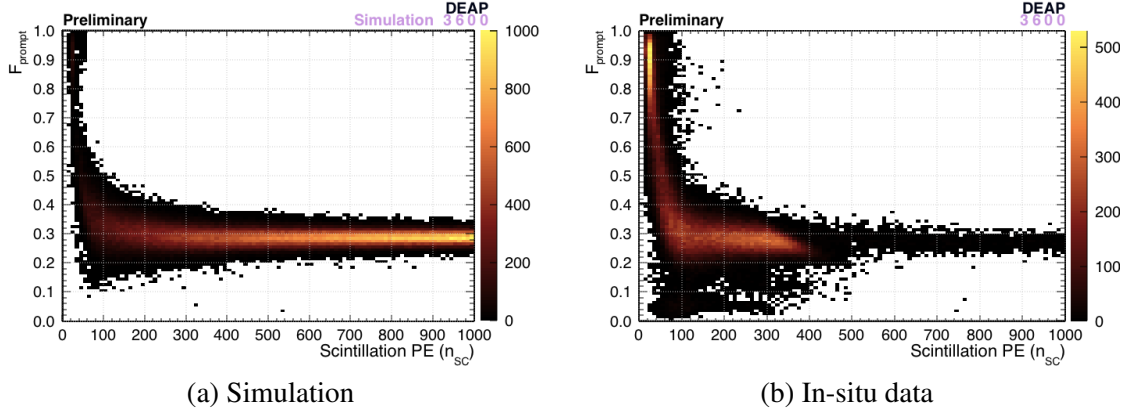 Preliminary
DEAP
Simulation 3600
F_prompt
1.0
0.9
0.8
0.7
0.6
0.5
0.4
0.3
0.2
0.1
0.0
0 100 200 300 400 500 600 700 800 900 1000
Scintillation PE (n_SC)
1000
800
600
400
200
0
(a) Simulation
Preliminary
DEAP
3600
F_prompt
1.0
0.9
0.8
0.7
0.6
0.5
0.4
0.3
0.2
0.1
0.0
0 100 200 300 400 500 600 700 800 900 1000
Scintillation PE (n_SC)
500
400
300
200
100
0
(b) In-situ data